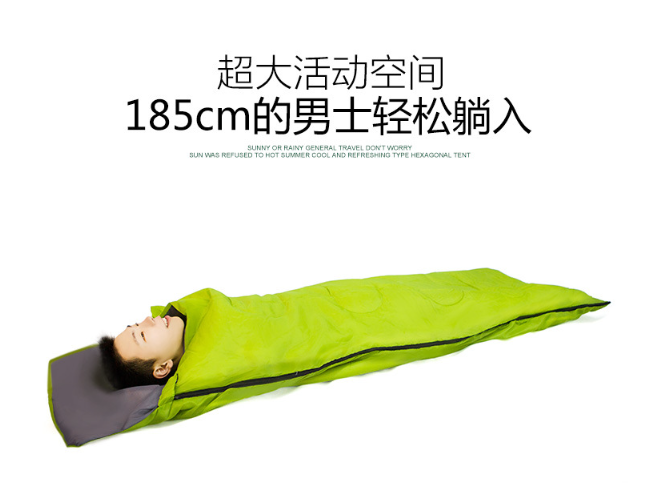 超大活动空间
185cm的男士轻松躺入
SUNNY OR RAINY GENERAL TRAVEL DON'T WORRY
SUN WAS REFUSED TO HOT SUMMER COOL AND REFRESHING TYPE HEXAGONAL TENT